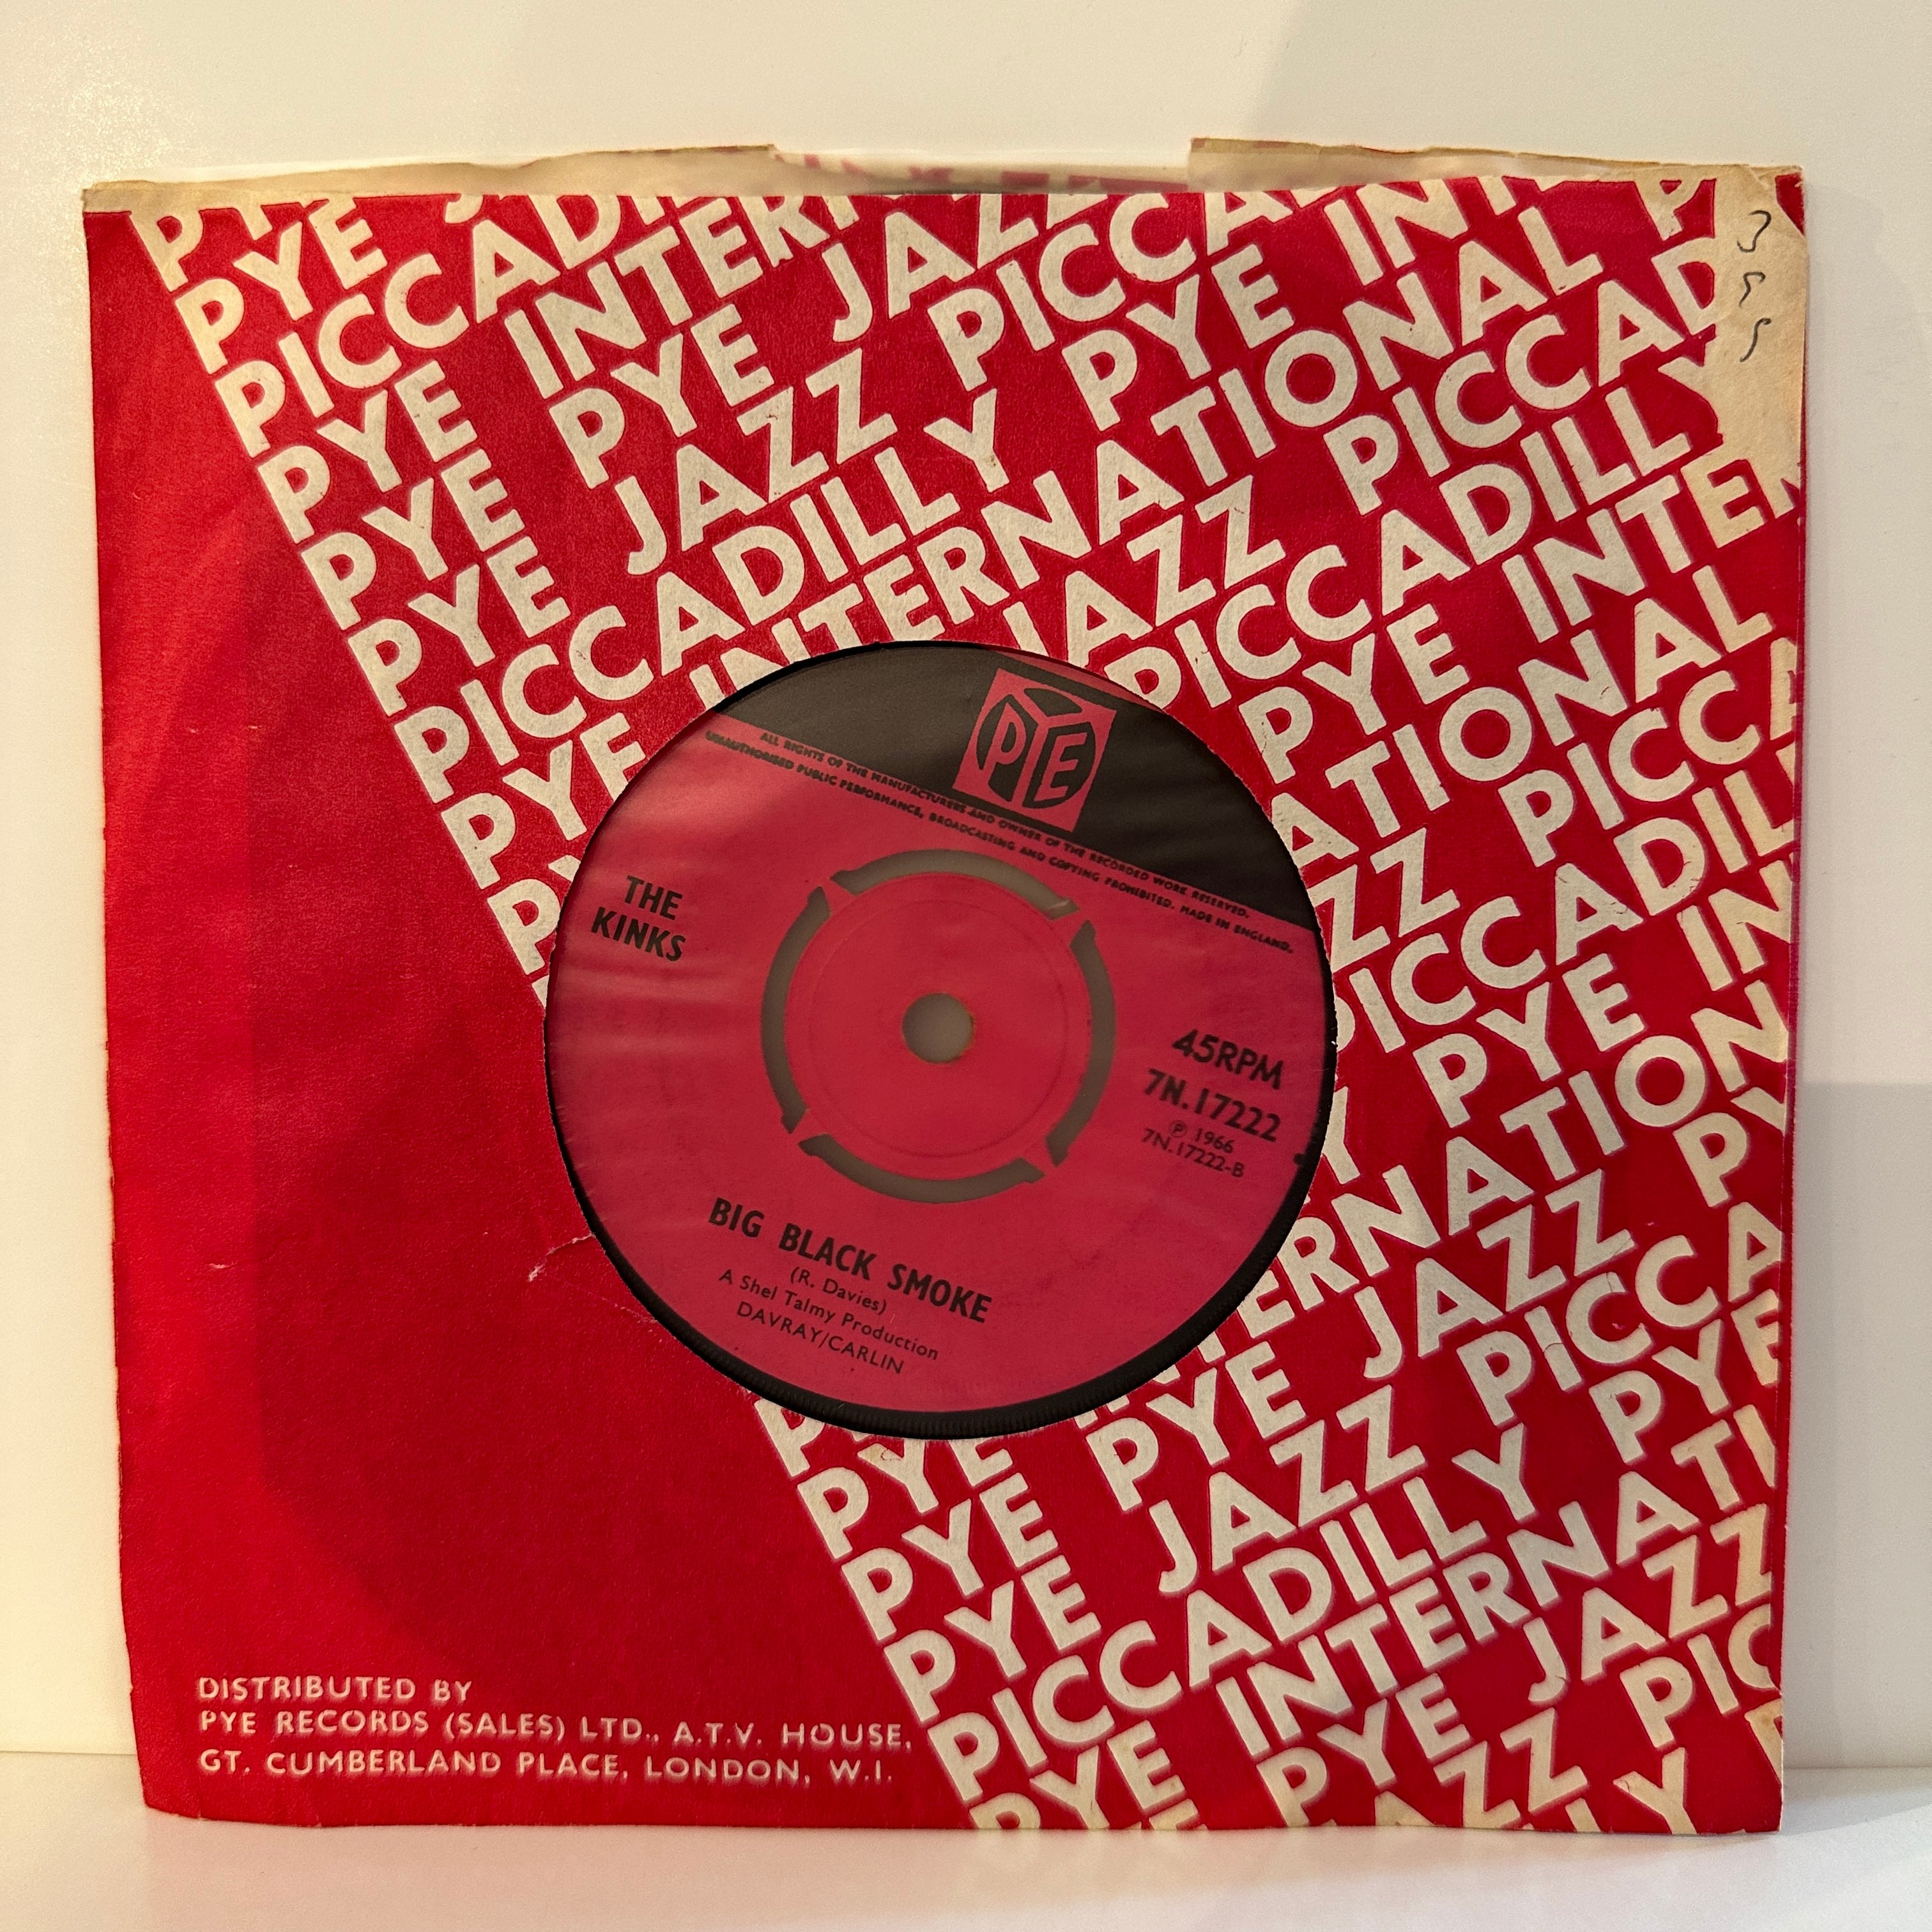 PYE JAZZ PICCADILLY PYE INTERNATIONAL
PYE
THE
KINKS
ALL RIGHTS OF THE MANUFACTURERS AND OWNER OF THE RECORDED WORK RESERVED.
UNAUTHORISED PUBLIC PERFORMANCE, BROADCASTING AND COPYING PROHIBITED. MADE IN ENGLAND.
45RPM
7N.17222
℗ 1966
7N.17222-B
BIG BLACK SMOKE
(R. Davies)
A Shel Talmy Production
DAVRAY/CARLIN
DISTRIBUTED BY
PYE RECORDS (SALES) LTD., A.T.V. HOUSE,
GT. CUMBERLAND PLACE, LONDON, W.I.